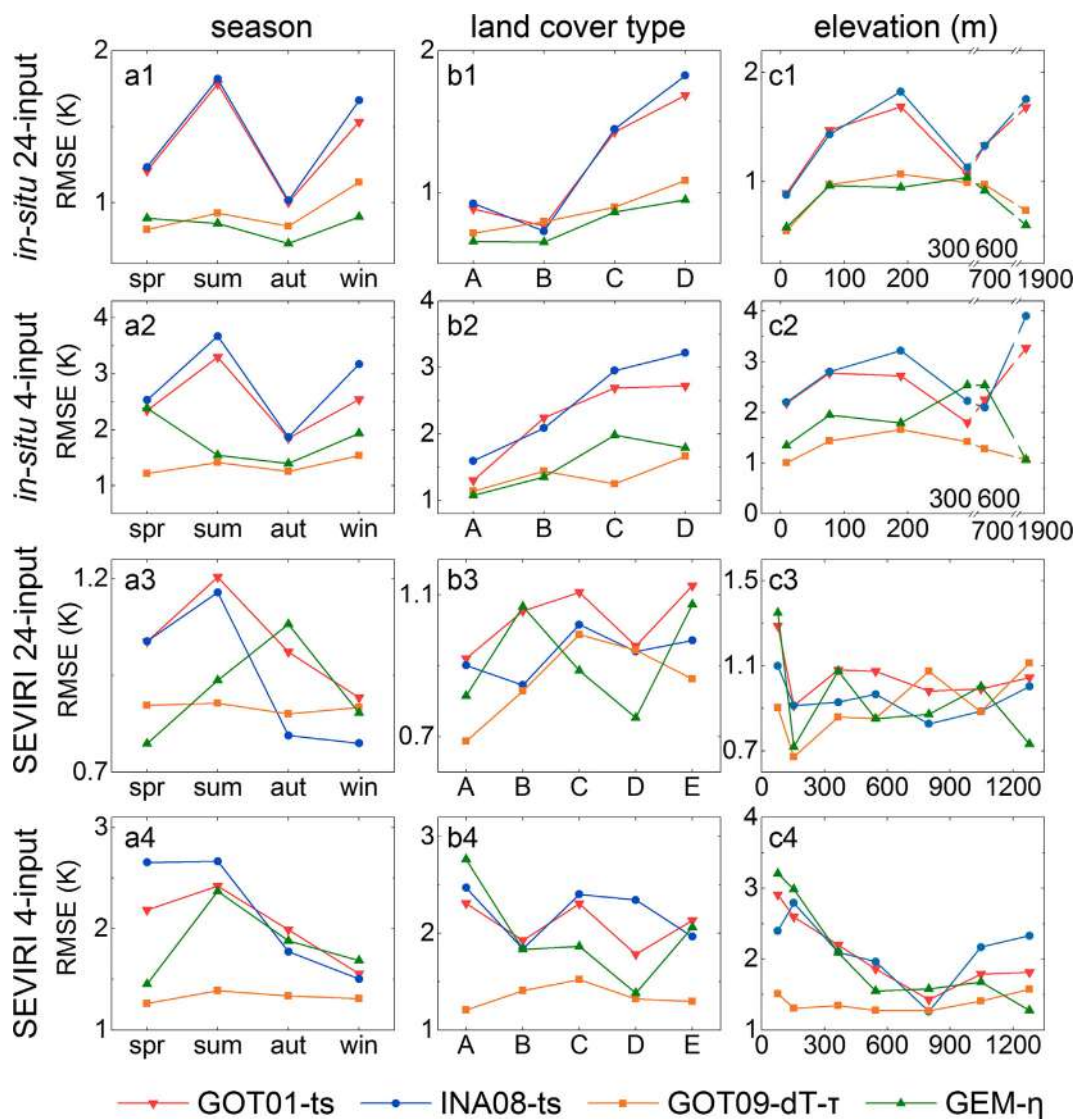 season land cover type elevation (m)
in-situ 24-input
RMSE (K)
a1
2
1
spr sum aut win
b1
1
A B C D
c1
2
1
300 600
0 100 200 700 1900
in-situ 4-input
RMSE (K)
a2
4
3
2
1
spr sum aut win
b2
4
3
2
1
A B C D
c2
4
3
2
1
0
300 600
0 100 200 700 1900
SEVIRI 24-input
RMSE (K)
a3
1.2
0.7
spr sum aut win
b3
1.1
0.7
A B C D E
c3
1.5
1.1
0.7
0 300 600 900 1200
SEVIRI 4-input
RMSE (K)
a4
3
2
1
spr sum aut win
b4
3
2
1
A B C D E
c4
4
3
2
1
0 300 600 900 1200
GOT01-ts INA08-ts GOT09-dT-τ GEM-n